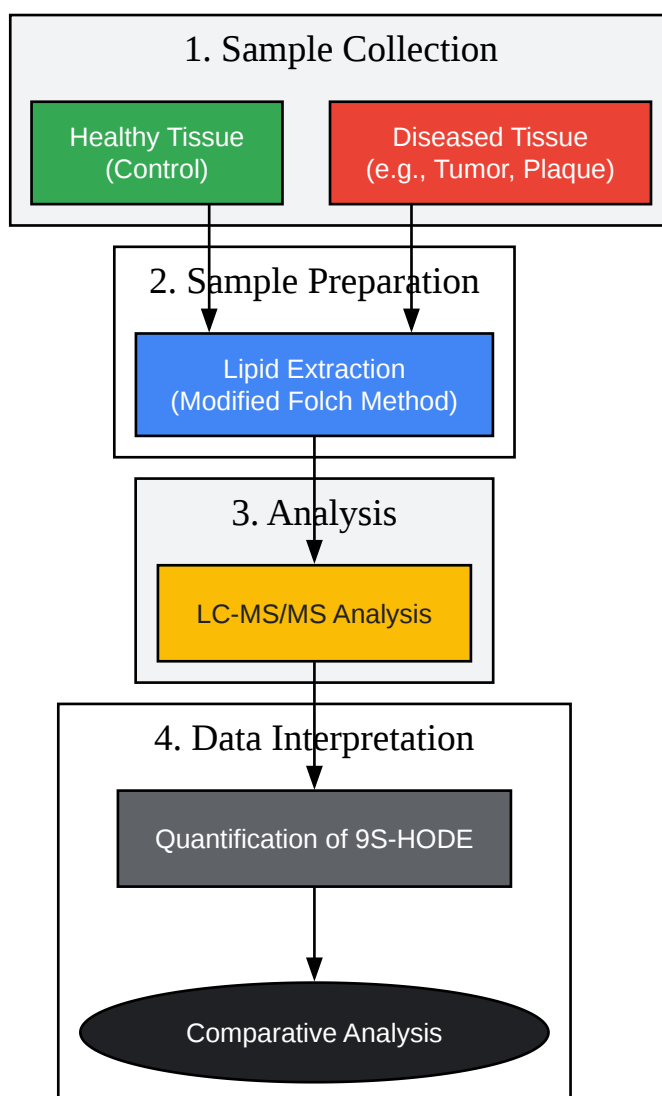 1. Sample Collection
Healthy Tissue
(Control)
Diseased Tissue
(e.g., Tumor, Plaque)
2. Sample Preparation
Lipid Extraction
(Modified Folch Method)
3. Analysis
LC-MS/MS Analysis
4. Data Interpretation
Quantification of 9S-HODE
Comparative Analysis